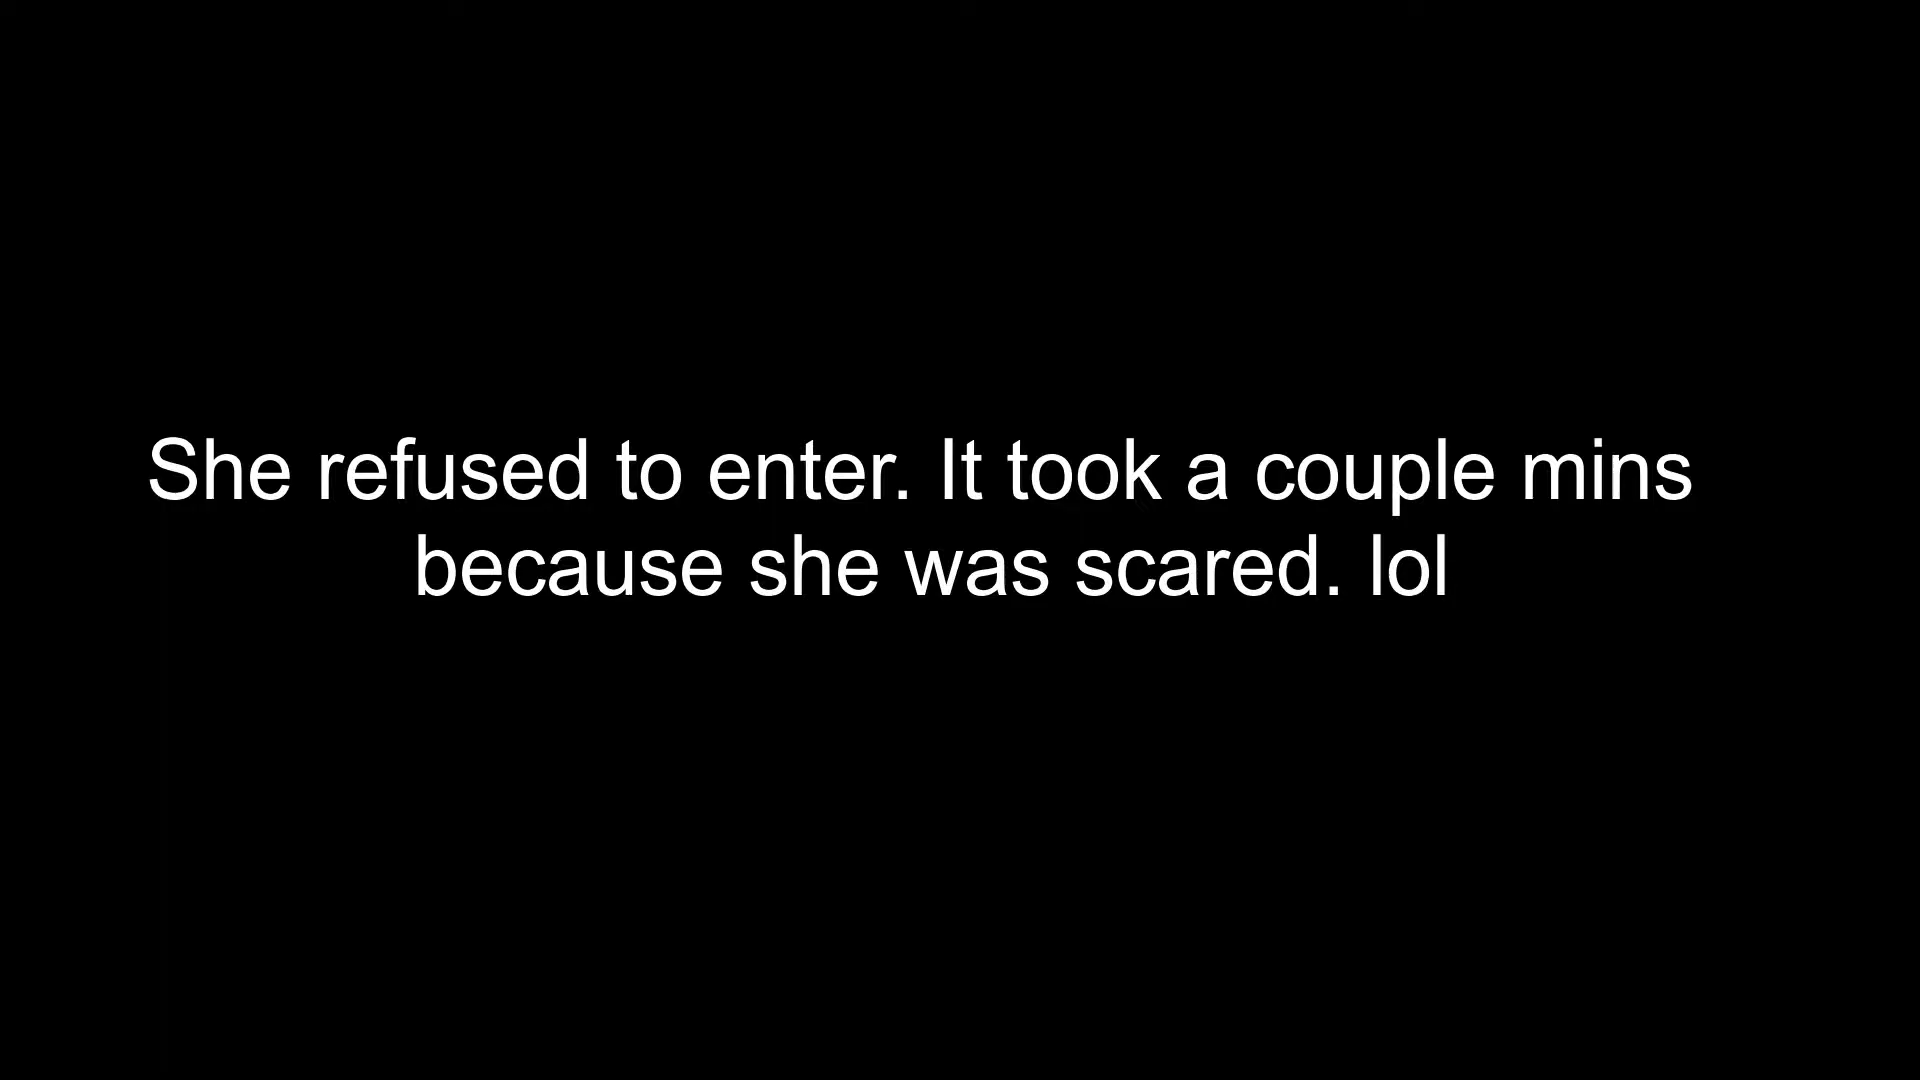 She refused to enter. It took a couple mins
because she was scared. lol